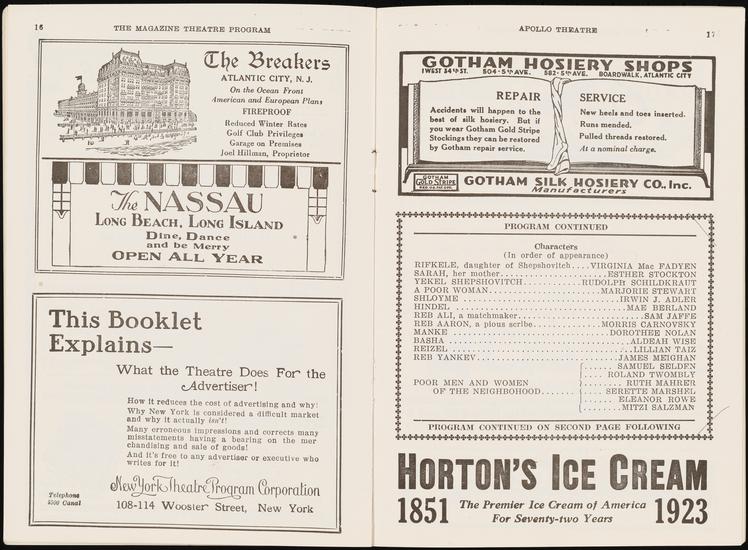 16
THE MAGAZINE THEATRE PROGRAM
The Breakers
ATLANTIC CITY, N. J.
On the Ocean Front
American and European Plans
FIREPROOF
Reduced Winter Rates
Golf Club Privileges
Garage on Premises
Joel Hillman, Proprietor
The NASSAU
LONG BEACH, LONG ISLAND
Dine, Dance
and be Merry
OPEN ALL YEAR
This Booklet
Explains—
What the Theatre Does For the
Advertiser!
How it reduces the cost of advertising and why:
Why New York is considered a difficult market
and why it actually isn't!
Many erroneous impressions and corrects many
misstatements having a bearing on the mer
chandising and sale of goods!
And it's free to any advertiser or executive who
writes for it!
New York Theatre Program Corporation
Telephone
Canal
108-114 Wooster Street, New York
APOLLO THEATRE
17
GOTHAM HOSIERY SHOPS
1 WEST 34TH ST. 504-5TH AVE. 582-5TH AVE. BOARDWALK, ATLANTIC CITY
REPAIR
Accidents will happen to the
best of silk hosiery. But if
you wear Gotham Gold Stripe
Stockings they can be restored
by Gotham repair service.
SERVICE
New heels and toes inserted.
Runs mended.
Pulled threads restored.
At a nominal charge.
GOTHAM
GOLD STRIPE
REG. U.S. PAT. OFF.
GOTHAM SILK HOSIERY CO., Inc.
Manufacturers
PROGRAM CONTINUED
Characters
(In order of appearance)
RIFKELE, daughter of Shepshovitch....VIRGINIA Mac FADYEN
SARAH, her mother....ESTHER STOCKTON
YEKEL SHEPSHOVITCH....RUDOLPH SCHILDKRAUT
A POOR WOMAN....MARJORIE STEWART
SHLOYME....IRWIN J. ADLER
HINDEL....MAE BERLAND
REB ALI, a matchmaker....SAM JAFFE
REB AARON, a pious scribe....MORRIS CARNOVSKY
MANKE....DOROTHEE NOLAN
BASHA....ALDEAH WISE
REIZEL....LILLIAN TAIZ
REB YANKEV....JAMES MEIGHAN
POOR MEN AND WOMEN
OF THE NEIGHBOHOOD....
SAMUEL SELDEN
ROLAND TWOMBLY
RUTH MAHRER
SERETTE MARSHEL
ELEANOR ROWE
MITZI SALZMAN
PROGRAM CONTINUED ON SECOND PAGE FOLLOWING
HORTON'S ICE CREAM
1851 The Premier Ice Cream of America 1923
For Seventy-two Years